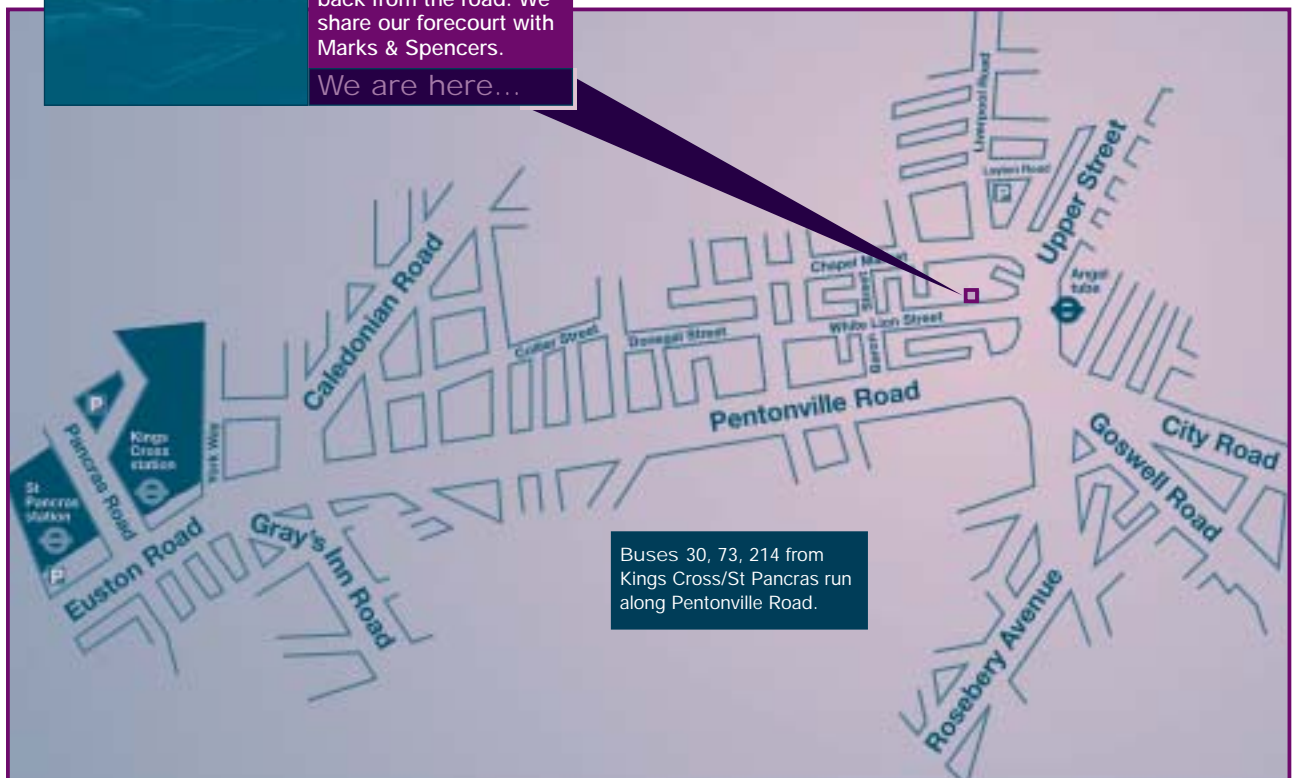 back from the road. We
share our forecourt with
Marks & Spencers.
We are here...
Liverpool Road
Upper Street
Layton Road
P
Chapel Market
Angel
tube
Caledonian Road
Baron Street
White Lion Street
Collier Street
Donegal Street
Pentonville Road
City Road
Goswell Road
P
Pancras Road
Kings
Cross
station
York Way
St
Pancras
station
P
Euston Road
Gray's Inn Road
Buses 30, 73, 214 from
Kings Cross/St Pancras run
along Pentonville Road.
Rosebery Avenue